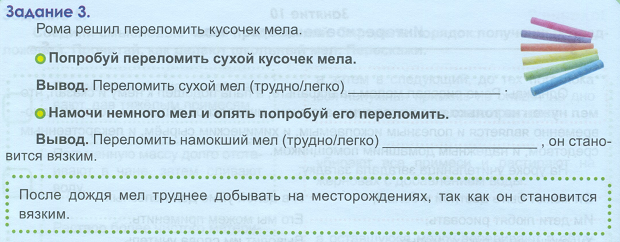 Задание 3.
Рома решил переломить кусочек мела.
Попробуй переломить сухой кусочек мела.
Вывод. Переломить сухой мел (трудно/легко) ____________________ .
Намочи немного мел и опять попробуй его переломить.
Вывод. Переломить намокший мел (трудно/легко) ____________________ , он стано-
вится вязким.
После дождя мел труднее добывать на месторождениях, так как он становится
вязким.